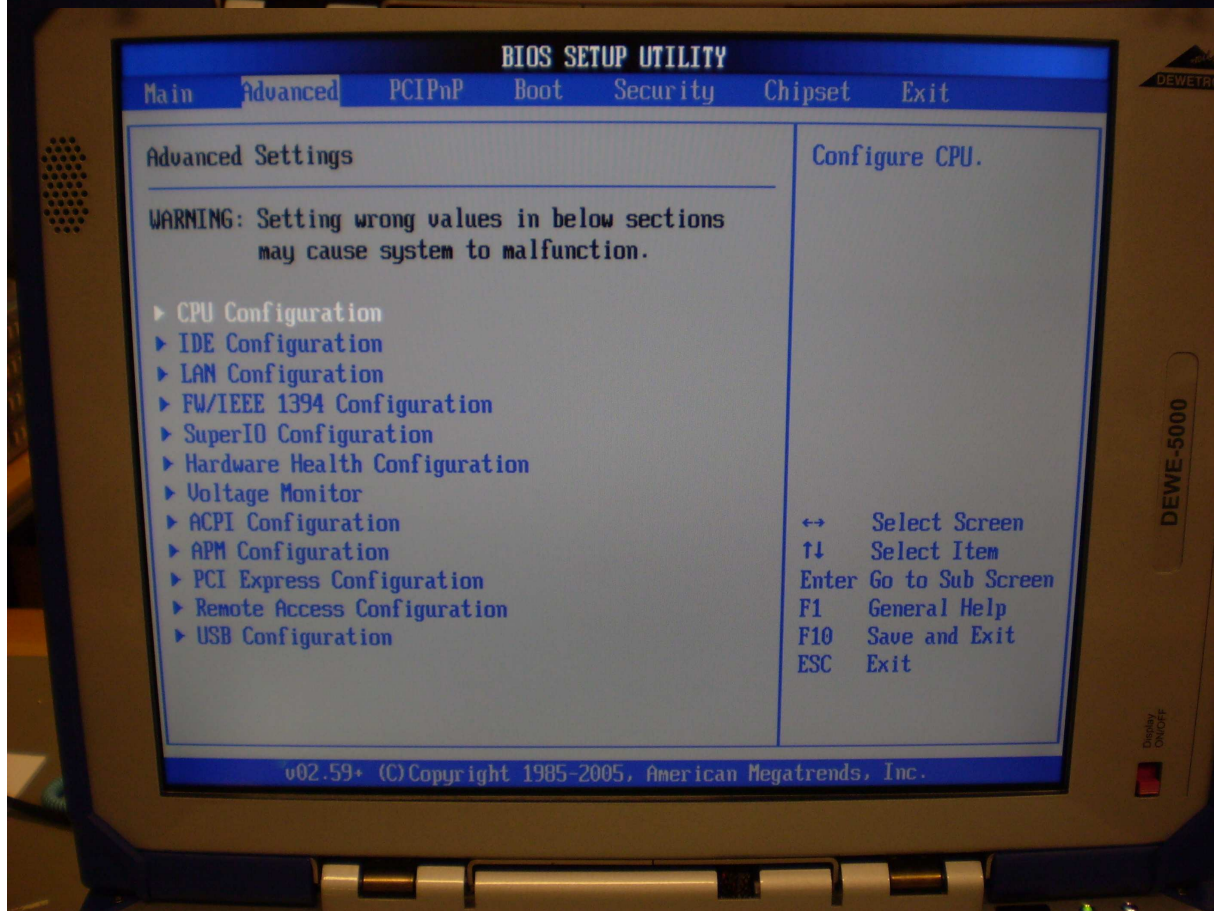 BIOS SETUP UTILITY
Main Advanced PCIPnP Boot Security Chipset Exit
Advanced Settings
WARNING: Setting wrong values in below sections
may cause system to malfunction.
▶ CPU Configuration
▶ IDE Configuration
▶ LAN Configuration
▶ FW/IEEE 1394 Configuration
▶ SuperIO Configuration
▶ Hardware Health Configuration
▶ Voltage Monitor
▶ ACPI Configuration
▶ APM Configuration
▶ PCI Express Configuration
▶ Remote Access Configuration
▶ USB Configuration
Configure CPU.
↔ Select Screen
↑↓ Select Item
Enter Go to Sub Screen
F1 General Help
F10 Save and Exit
ESC Exit
v02.59+ (C)Copyright 1985-2005, American Megatrends, Inc.
DEWE-5000
Display
ON/OFF